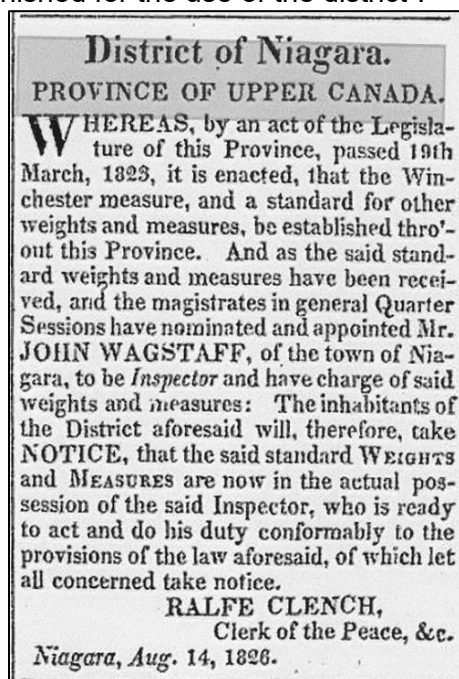 nished for the use of the district .
District of Niagara.
PROVINCE OF UPPER CANADA.
WHEREAS, by an act of the Legisla-
ture of this Province, passed 19th
March, 1823, it is enacted, that the Win-
chester measure, and a standard for other
weights and measures, be established thro'-
out this Province. And as the said stand-
ard weights and measures have been recei-
ved, and the magistrates in general Quarter
Sessions have nominated and appointed Mr.
JOHN WAGSTAFF, of the town of Nia-
gara, to be Inspector and have charge of said
weights and measures: The inhabitants of
the District aforesaid will, therefore, take
NOTICE, that the said standard WEIGHTS
and MEASURES are now in the actual pos-
session of the said Inspector, who is ready
to act and do his duty conformably to the
provisions of the law aforesaid, of which let
all concerned take notice.
RALFE CLENCH,
Clerk of the Peace, &c.
Niagara, Aug. 14, 1826.